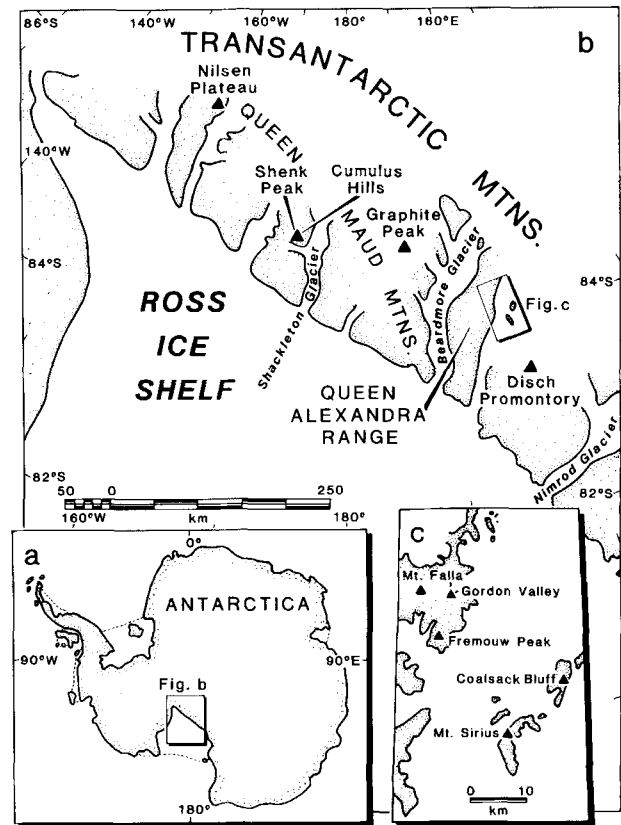 86°S
160°W
180°
160°E
b
TRANSANTARCTIC MTNS.
Nilsen
Plateau
140°W
QUEEN
MAUD
MTNS.
Shenk
Peak
Cumulus
Hills
Graphite
Peak
84°S
84°S
Shackleton Glacier
Beardmore Glacier
Fig. c
ROSS
ICE
SHELF
QUEEN
ALEXANDRA
RANGE
Disch
Promontory
Nimrod Glacier
82°S
82°S
50 0 250
160°W km 180°
a
0°
ANTARCTICA
90°W
90°E
Fig. b
180°
c
Mt. Falla
Gordon Valley
Fremouw Peak
Coalsack Bluff
Mt. Sirius
0 10
km